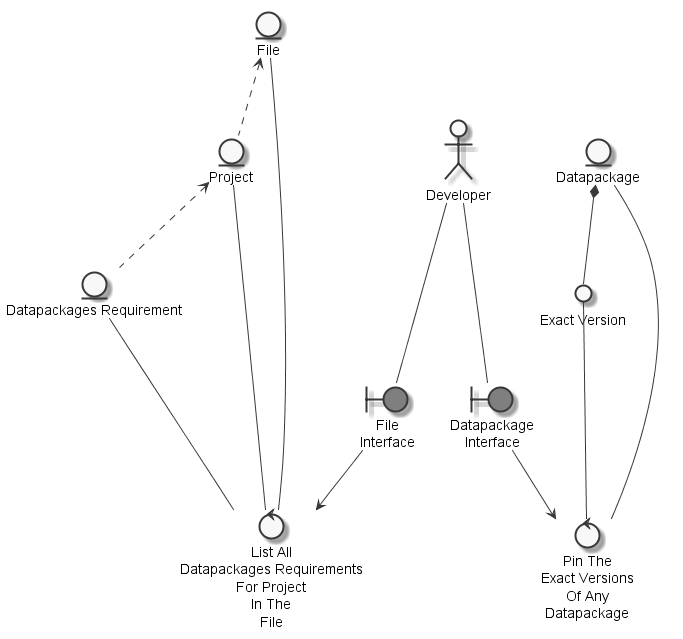 File
Project
Datapackages Requirement
Developer
Datapackage
Exact Version
File
Interface
Datapackage
Interface
List All
Datapackages Requirements
For Project
In The
File
Pin The
Exact Versions
Of Any
Datapackage